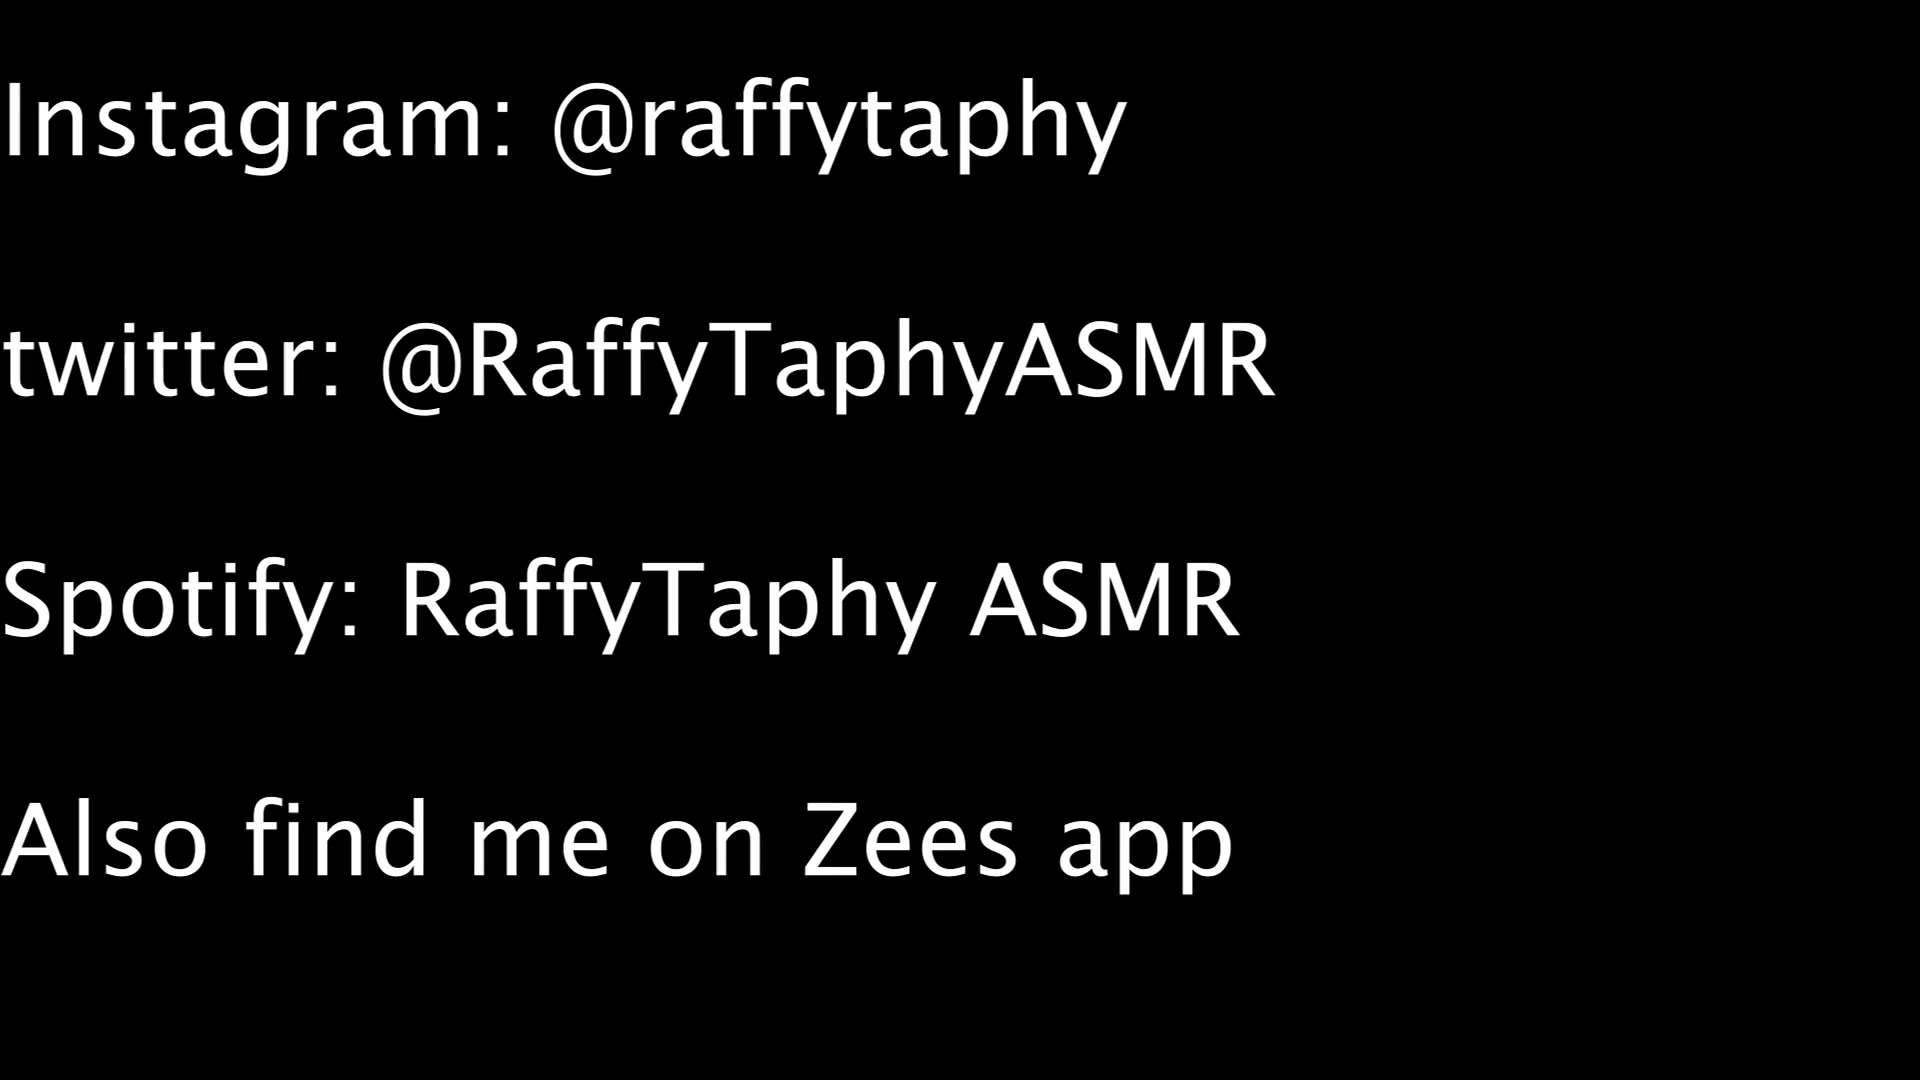 Instagram: @raffytaphy
twitter: @RaffyTaphyASMR
Spotify: RaffyTaphy ASMR
Also find me on Zees app